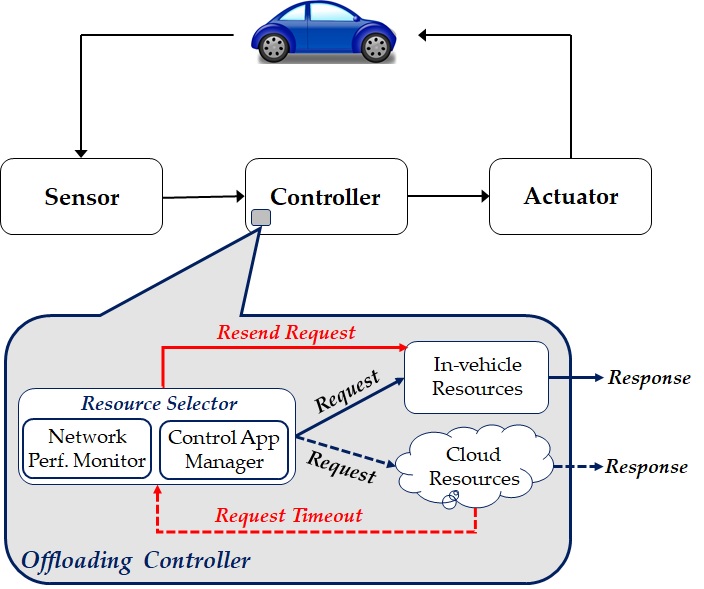 Sensor
Controller
Actuator
Resend Request
In-vehicle
Resources
Response
Request
Resource Selector
Network
Perf. Monitor
Control App
Manager
Request
Cloud
Resources
Response
Request Timeout
Offloading Controller